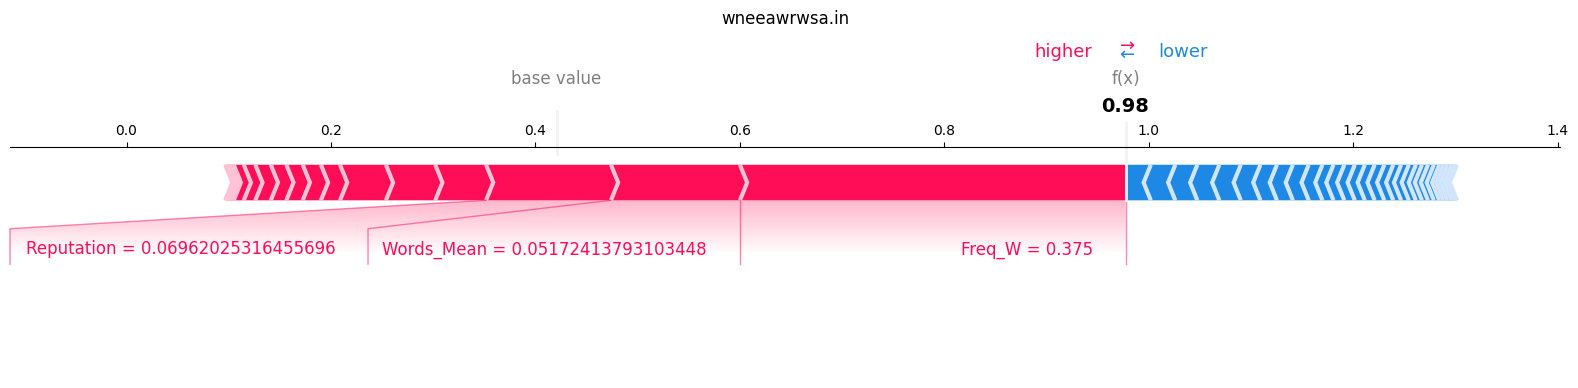 wneeawrwsa.in
higher ⇄ lower
base value f(x)
0.98
0.0 0.2 0.4 0.6 0.8 1.0 1.2 1.4
Reputation = 0.06962025316455696 Words_Mean = 0.05172413793103448 Freq_W = 0.375